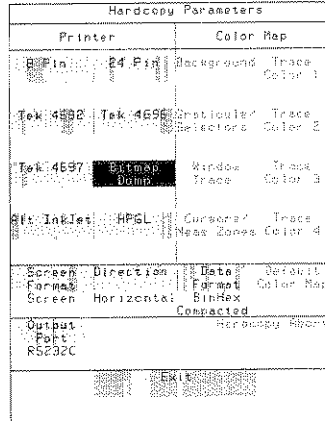 Hardcopy Parameters
Printer Color Map
8 Pin 24 Pin Background Trace Color 1
Tek 4692 Tek 4696 Graticule/ Selectors Trace Color 2
Tek 4697 Bitmap Dump Window Trace Trace Color 3
Alt InkJet HPGL Cursors/ Meas Zones Trace Color 4
Screen Format Direction Data Format Default Color Map
Screen Horizontal BinHex Compacted
Output Port Hardcopy Abort
RS232C
Exit